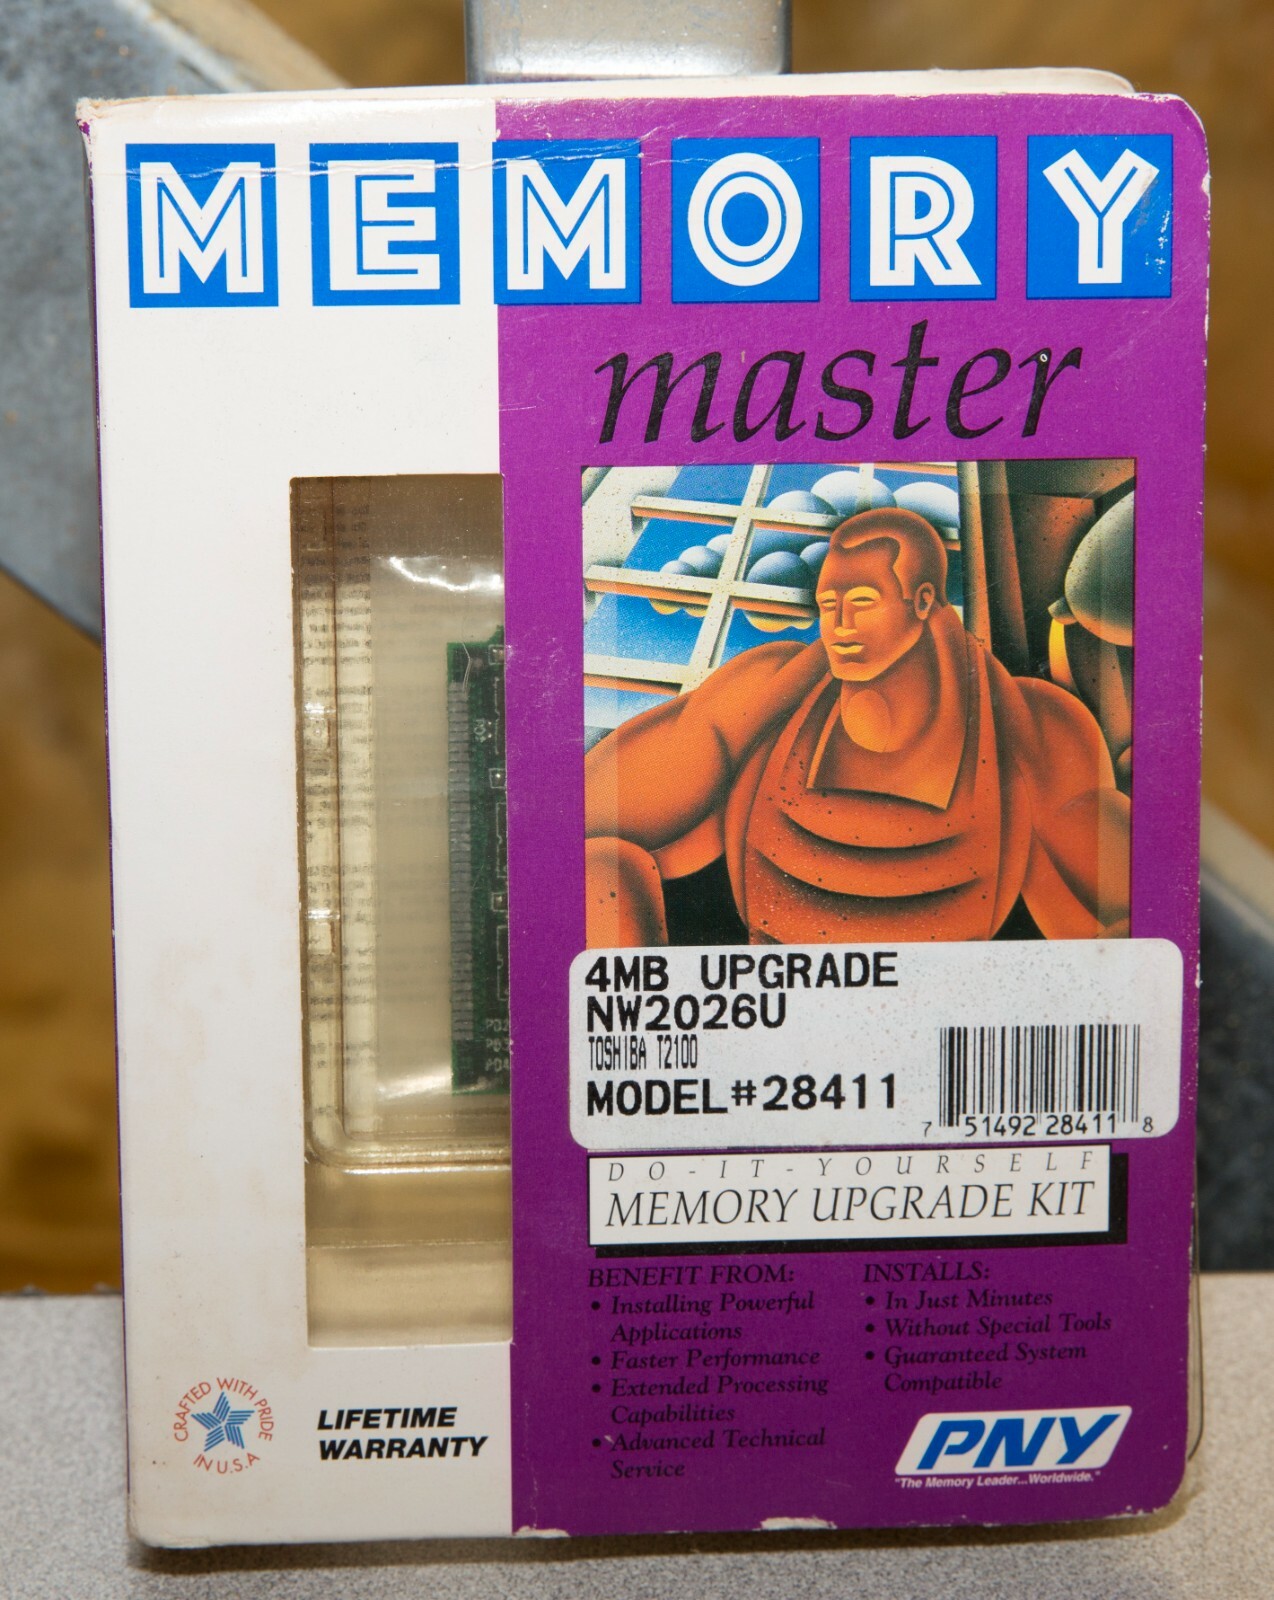 MEMORY
master
4MB UPGRADE
NW2026U
TOSHIBA T2100
MODEL#28411
7 51492 28411 8
DO-IT-YOURSELF
MEMORY UPGRADE KIT
BENEFIT FROM:
• Installing Powerful
Applications
• Faster Performance
• Extended Processing
Capabilities
• Advanced Technical
Service
INSTALLS:
• In Just Minutes
• Without Special Tools
• Guaranteed System
Compatible
CRAFTED WITH PRIDE
IN U.S.A
LIFETIME
WARRANTY
PNY
"The Memory Leader...Worldwide."